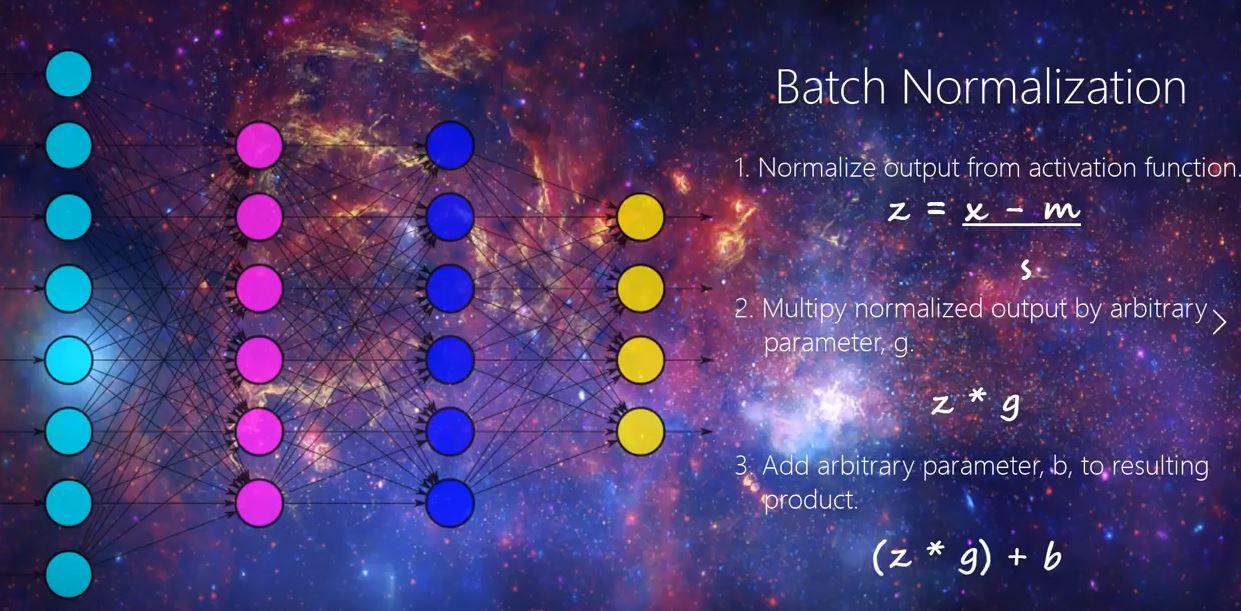 Batch Normalization
1. Normalize output from activation function.
z = x - m
s
2. Multipy normalized output by arbitrary
parameter, g.
z * g
3. Add arbitrary parameter, b, to resulting
product.
(z * g) + b